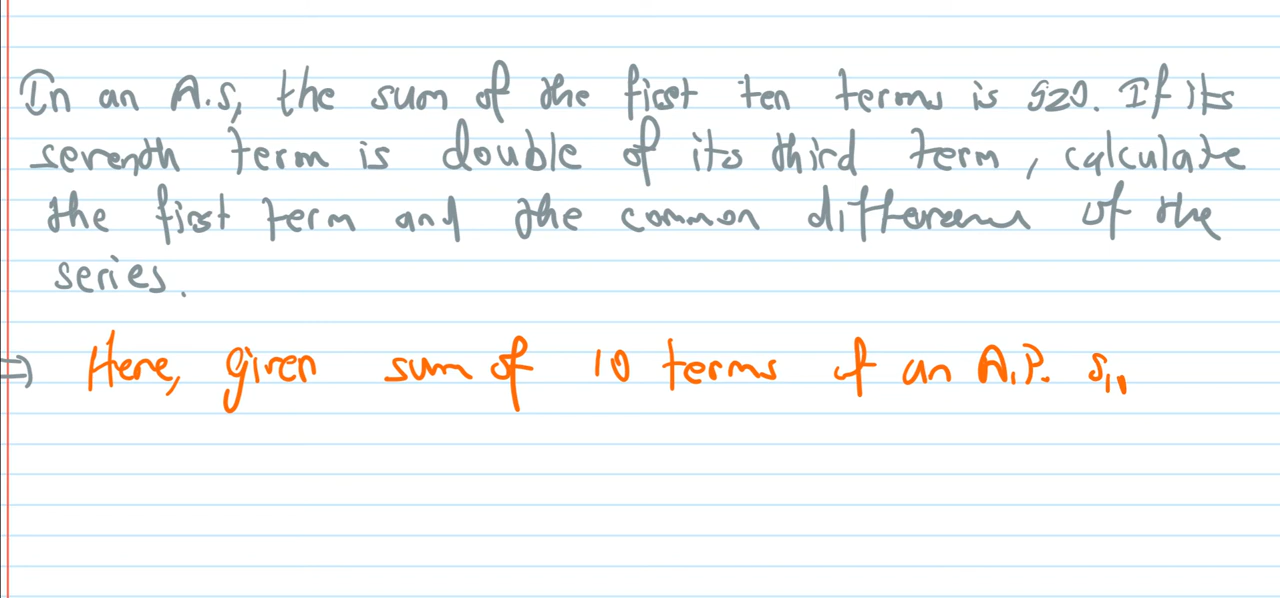 In an A.S, the sum of the first ten terms is 520. If its
seventh term is double of its third term, calculate
the first term and the common difference of the
series.
⇒ Here, given sum of 10 terms of an A.P. S₁₁